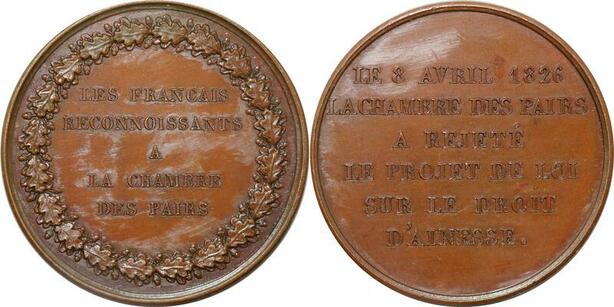 LES FRANCAIS
RECONNOISSANTS
A
LA CHAMBRE
DES PAIRS
LE 8 AVRIL 1826
LA CHAMBRE DES PAIRS
A REJETÉ
LE PROJET DE LOI
SUR LE DROIT
D'AINESSE.